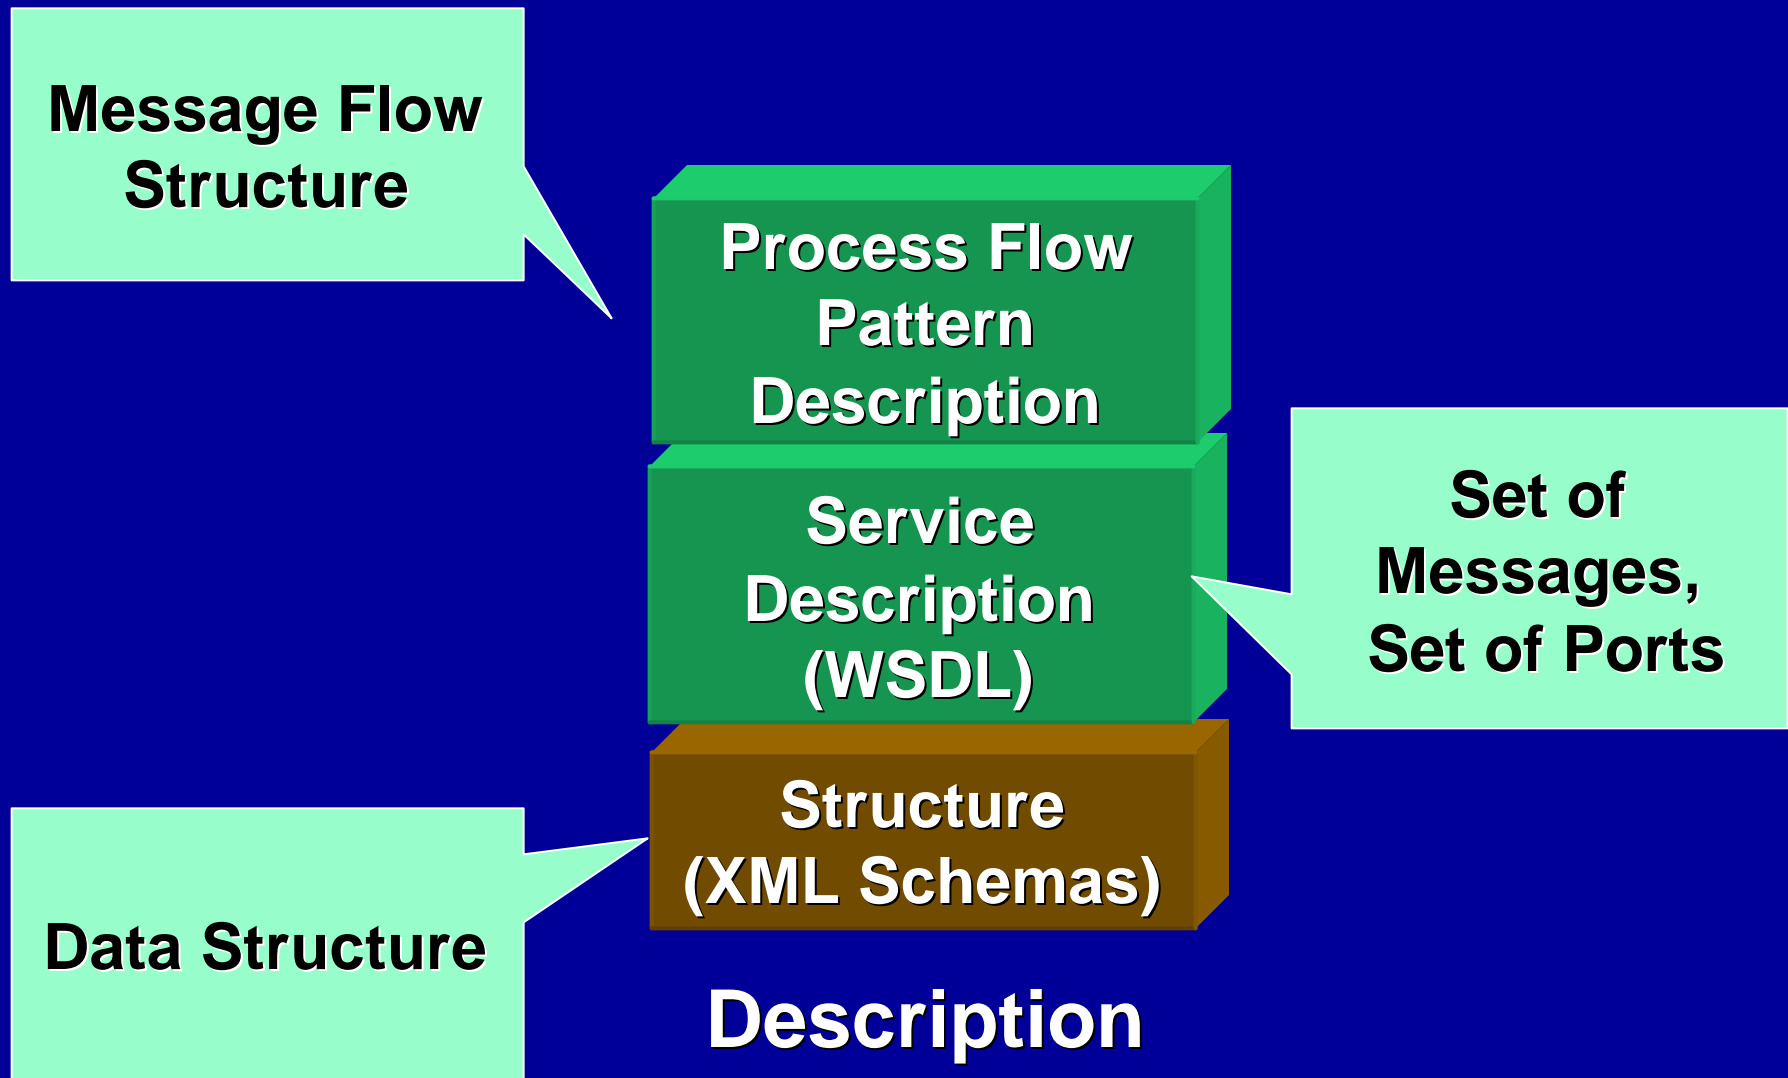 Message Flow
Structure
Process Flow
Pattern
Description
Service
Description
(WSDL)
Set of
Messages,
Set of Ports
Structure
(XML Schemas)
Data Structure
Description